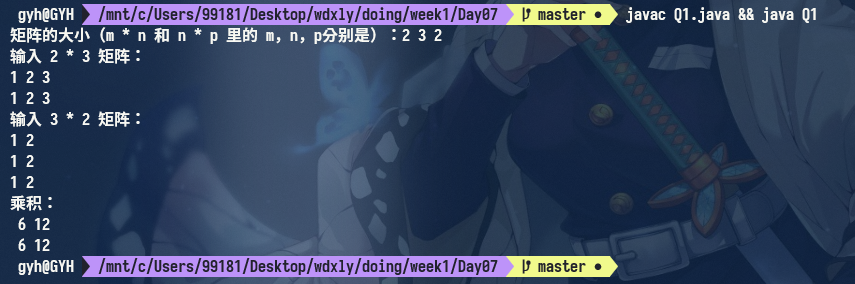 gyh@GYH /mnt/c/Users/99181/Desktop/wdxly/doing/week1/Day07 master ● javac Q1.java && java Q1
矩阵的大小（m * n 和 n * p 里的 m，n，p分别是）：2 3 2
输入 2 * 3 矩阵：
1 2 3
1 2 3
输入 3 * 2 矩阵：
1 2
1 2
1 2
乘积：
6 12
6 12
gyh@GYH /mnt/c/Users/99181/Desktop/wdxly/doing/week1/Day07 master ●